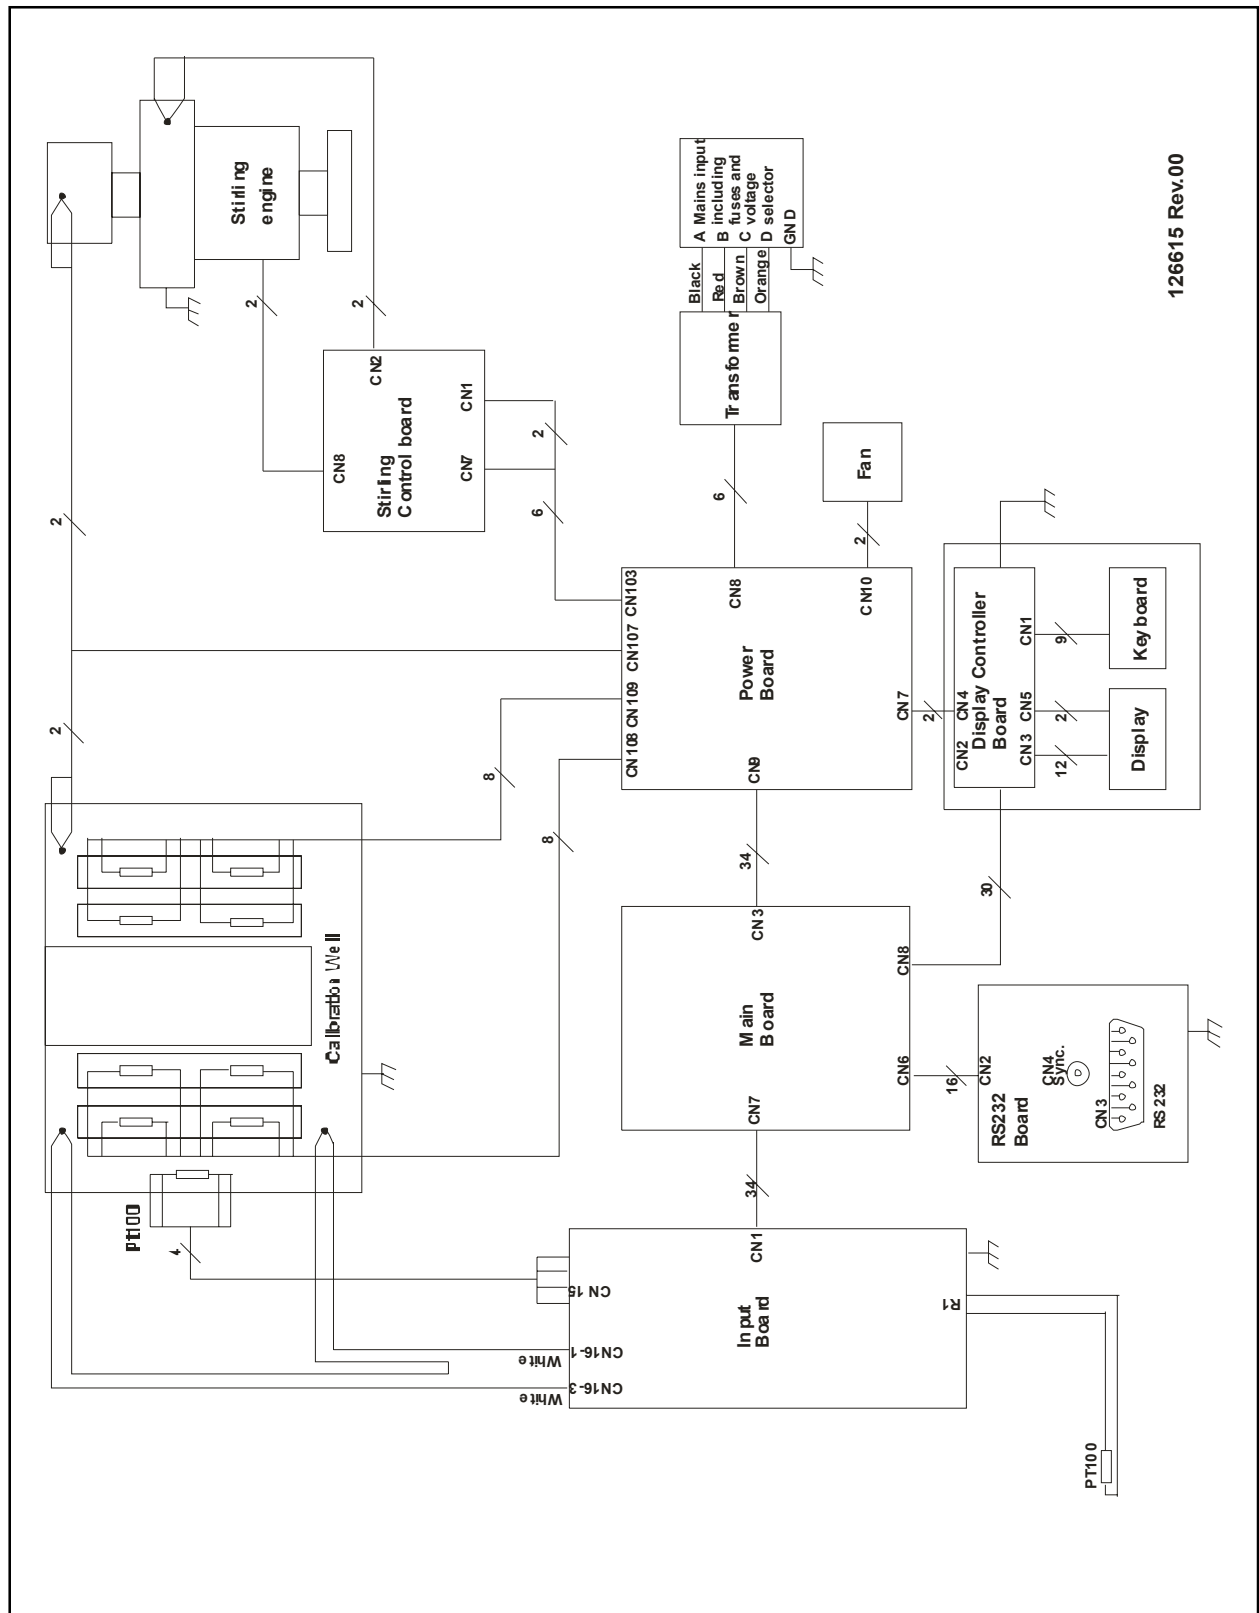 126615 Rev.00
Stirling
engine
2
2
CN2
CN8
Stirling
Control board
CN1
CN7
2
6
2
2
A Mains input
B including
C fuses and
voltage
D selector
GND
Black
Red
Brown
Orange
Transformer
6
Fan
2
CN103
CN107
CN109
CN108
CN8
CN10
Power
Board
CN7
CN9
2
CN4
CN2
Display Controller
Board
CN1
CN5
CN3
9
2
12
Keyboard
Display
8
8
34
30
Calibration Well
CN3
CN8
Main
Board
CN6
CN7
16
CN2
RS232
Board
CN4
Sync.
CN3
RS232
34
Pt100
4
CN1
CN 15
Input
Board
R1
CN16-1
White
CN16-3
White
PT100